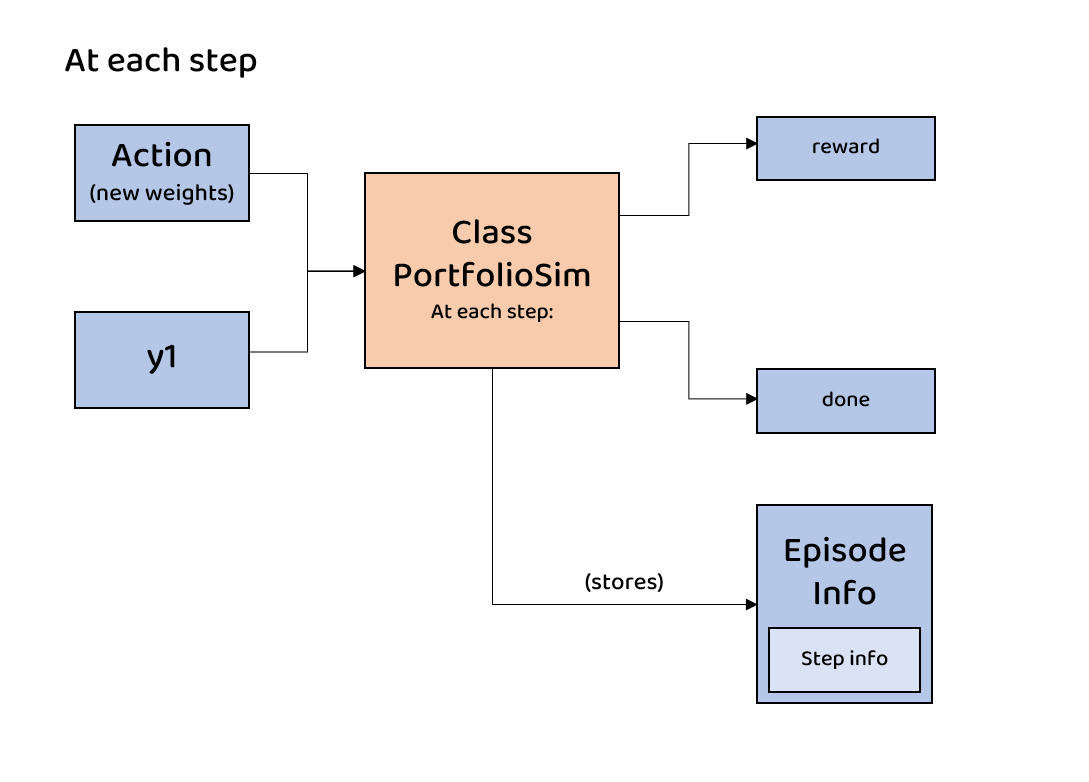 At each step
Action
(new weights)
y1
Class
PortfolioSim
At each step:
reward
done
(stores)
Episode
Info
Step info